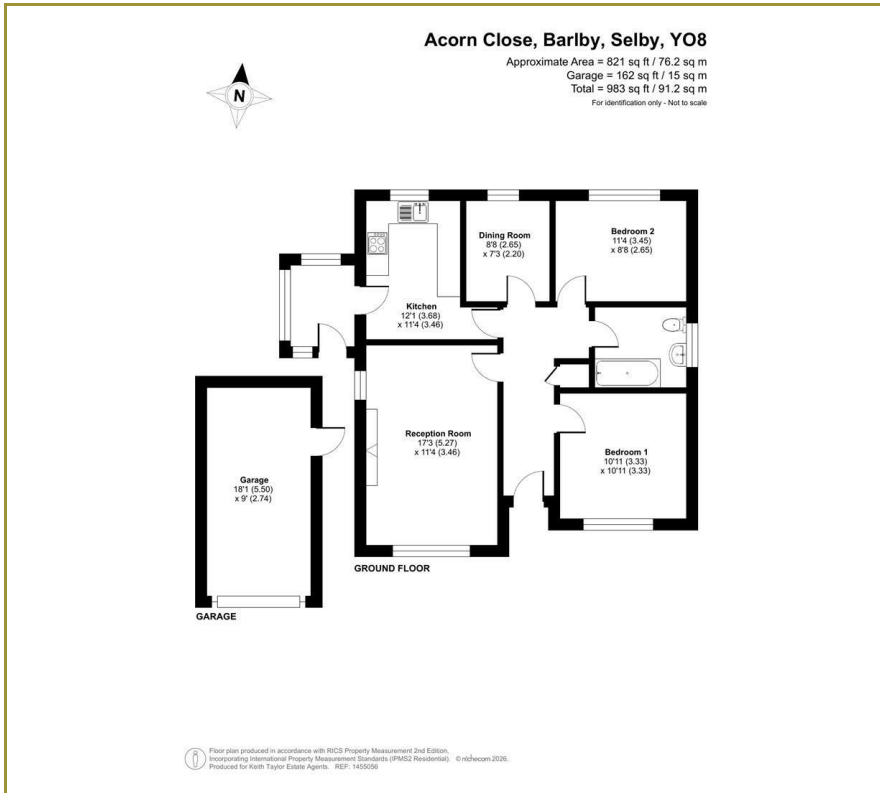 Acorn Close, Barlby, Selby, YO8
Approximate Area = 821 sq ft / 76.2 sq m
Garage = 162 sq ft / 15 sq m
Total = 983 sq ft / 91.2 sq m
For identification only - Not to scale
N
Dining Room
8'8 (2.65)
x 7'3 (2.20)
Bedroom 2
11'4 (3.45)
x 8'8 (2.65)
Kitchen
12'1 (3.68)
x 11'4 (3.46)
Reception Room
17'3 (5.27)
x 11'4 (3.46)
Bedroom 1
10'11 (3.33)
x 10'11 (3.33)
Garage
18'1 (5.50)
x 9' (2.74)
GROUND FLOOR
GARAGE
Floor plan produced in accordance with RICS Property Measurement 2nd Edition,
Incorporating International Property Measurement Standards (IPMS2 Residential). © nichecom 2026.
Produced for Keith Taylor Estate Agents. REF: 1455056